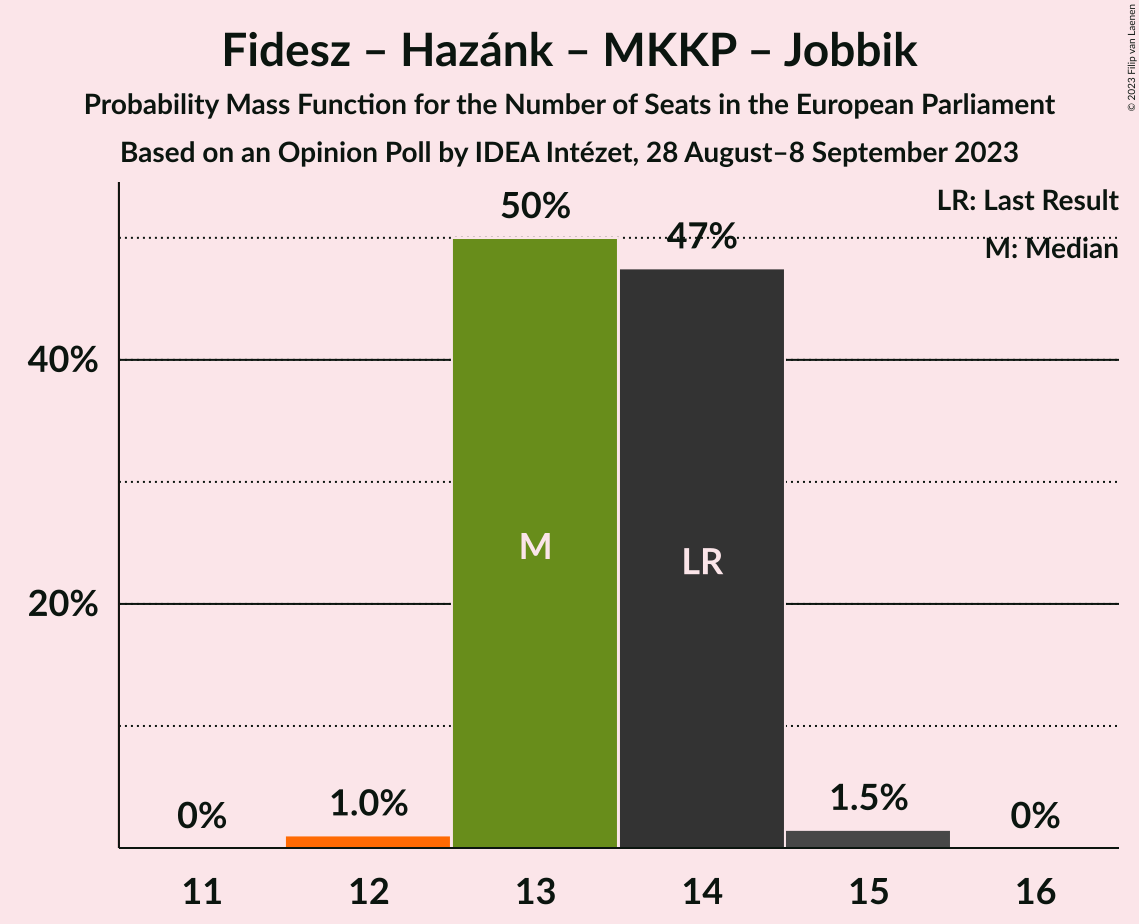 Fidesz – Hazánk – MKKP – Jobbik
Probability Mass Function for the Number of Seats in the European Parliament
Based on an Opinion Poll by IDEA Intézet, 28 August–8 September 2023
© 2023 Filip van Laenen
LR: Last Result
M: Median
50%
47%
40%
M
LR
20%
0%
1.0%
1.5%
0%
11
12
13
14
15
16